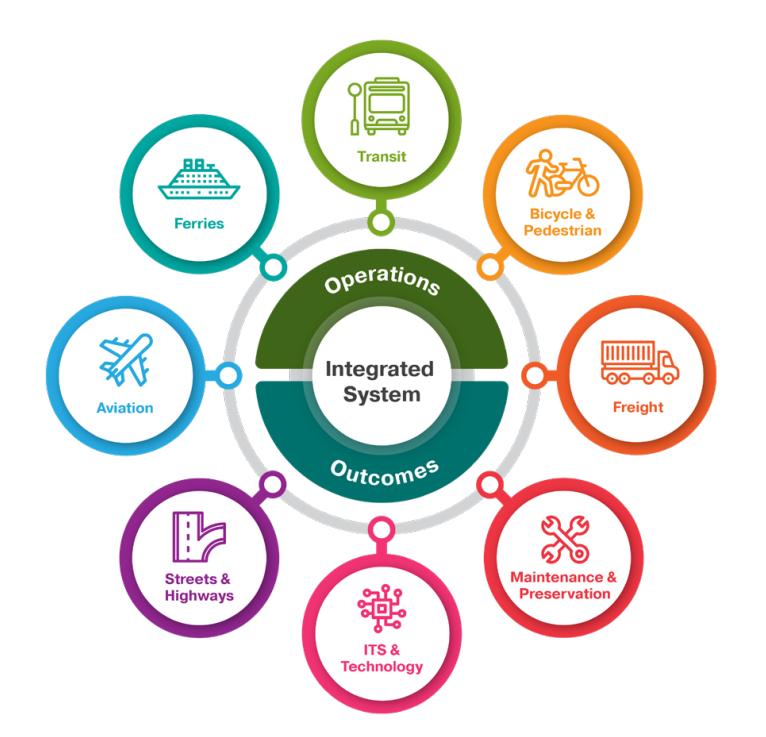 Transit
Bicycle &
Pedestrian
Ferries
Operations
Integrated
System
Outcomes
Aviation
Freight
Streets &
Highways
Maintenance &
Preservation
ITS &
Technology